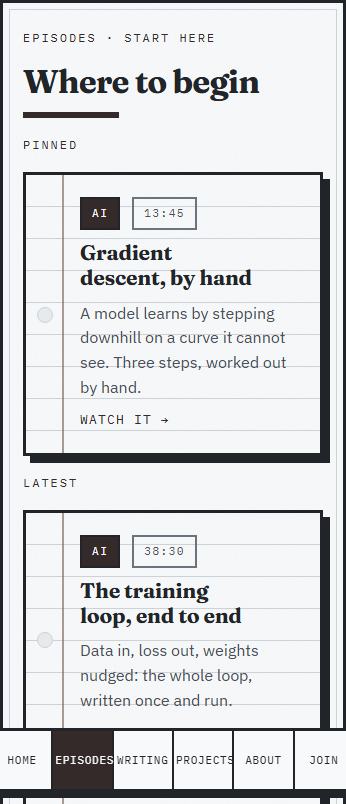 EPISODES · START HERE
Where to begin
PINNED
AI 13:45
Gradient
descent, by hand
A model learns by stepping
downhill on a curve it cannot
see. Three steps, worked out
by hand.
WATCH IT →
LATEST
AI 38:30
The training
loop, end to end
Data in, loss out, weights
nudged: the whole loop,
written once and run.
HOME EPISODES WRITING PROJECTS ABOUT JOIN